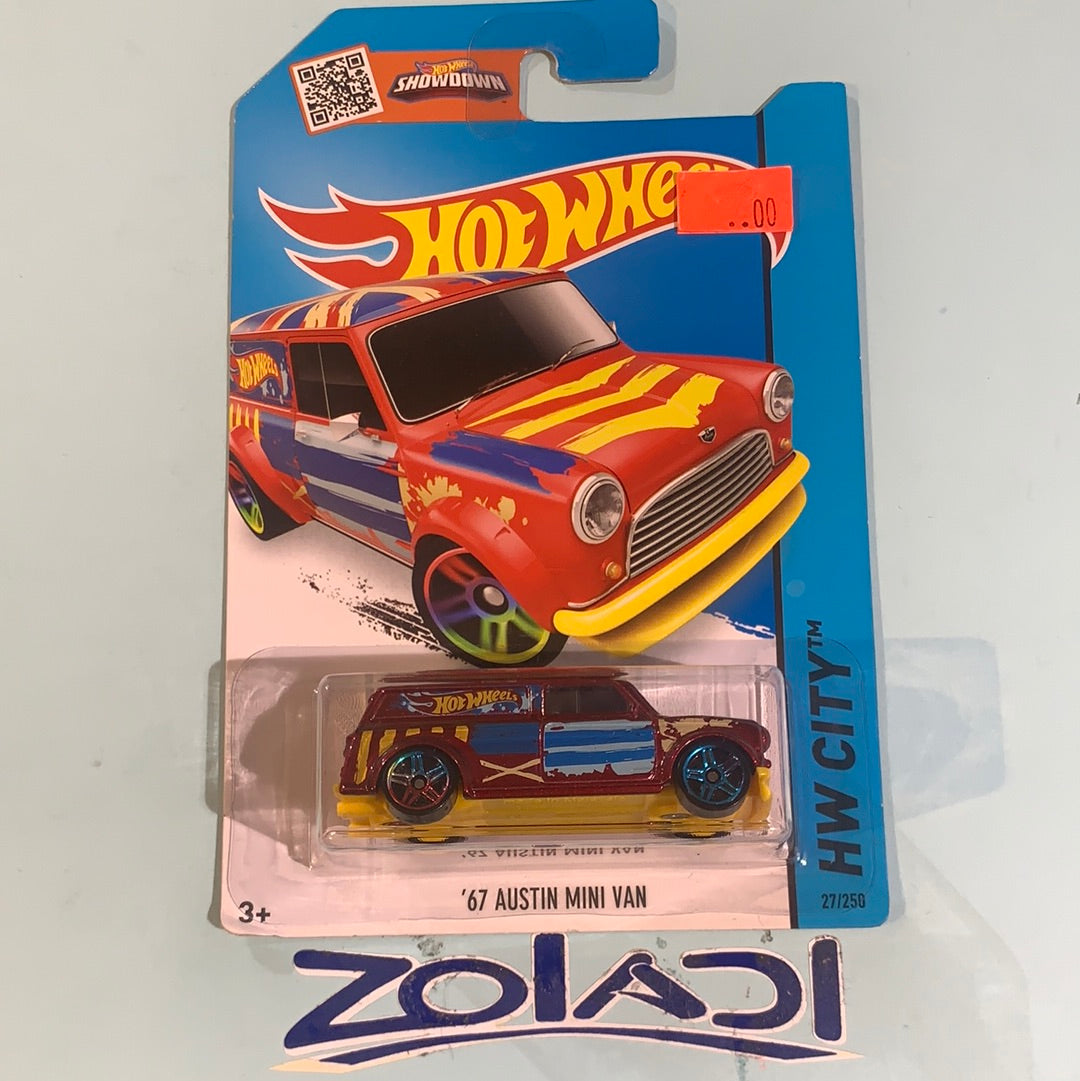 HOT WHEELS
SHOWDOWN
HOT WHEE
..00
HOT WHEELS
HOT WHEELS
HW CITY™
'67 AUSTIN MINI VAN
'67 AUSTIN MINI VAN
27/250
3+
ZOLADI